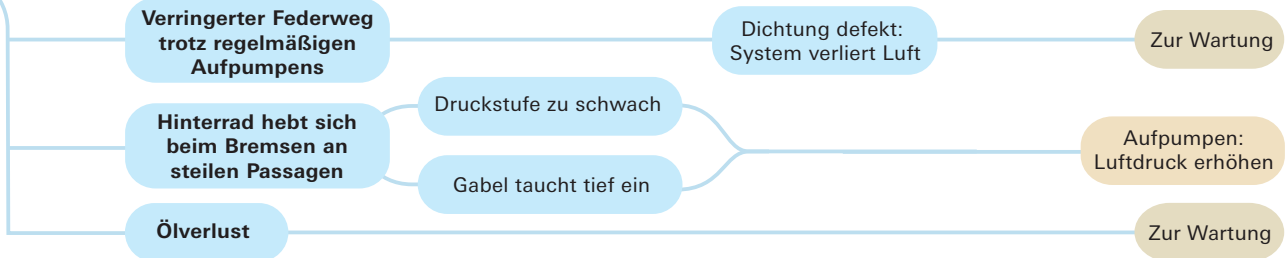 Verringerter Federweg
trotz regelmäßigen
Aufpumpens
Dichtung defekt:
System verliert Luft
Zur Wartung
Hinterrad hebt sich
beim Bremsen an
steilen Passagen
Druckstufe zu schwach
Gabel taucht tief ein
Aufpumpen:
Luftdruck erhöhen
Ölverlust
Zur Wartung